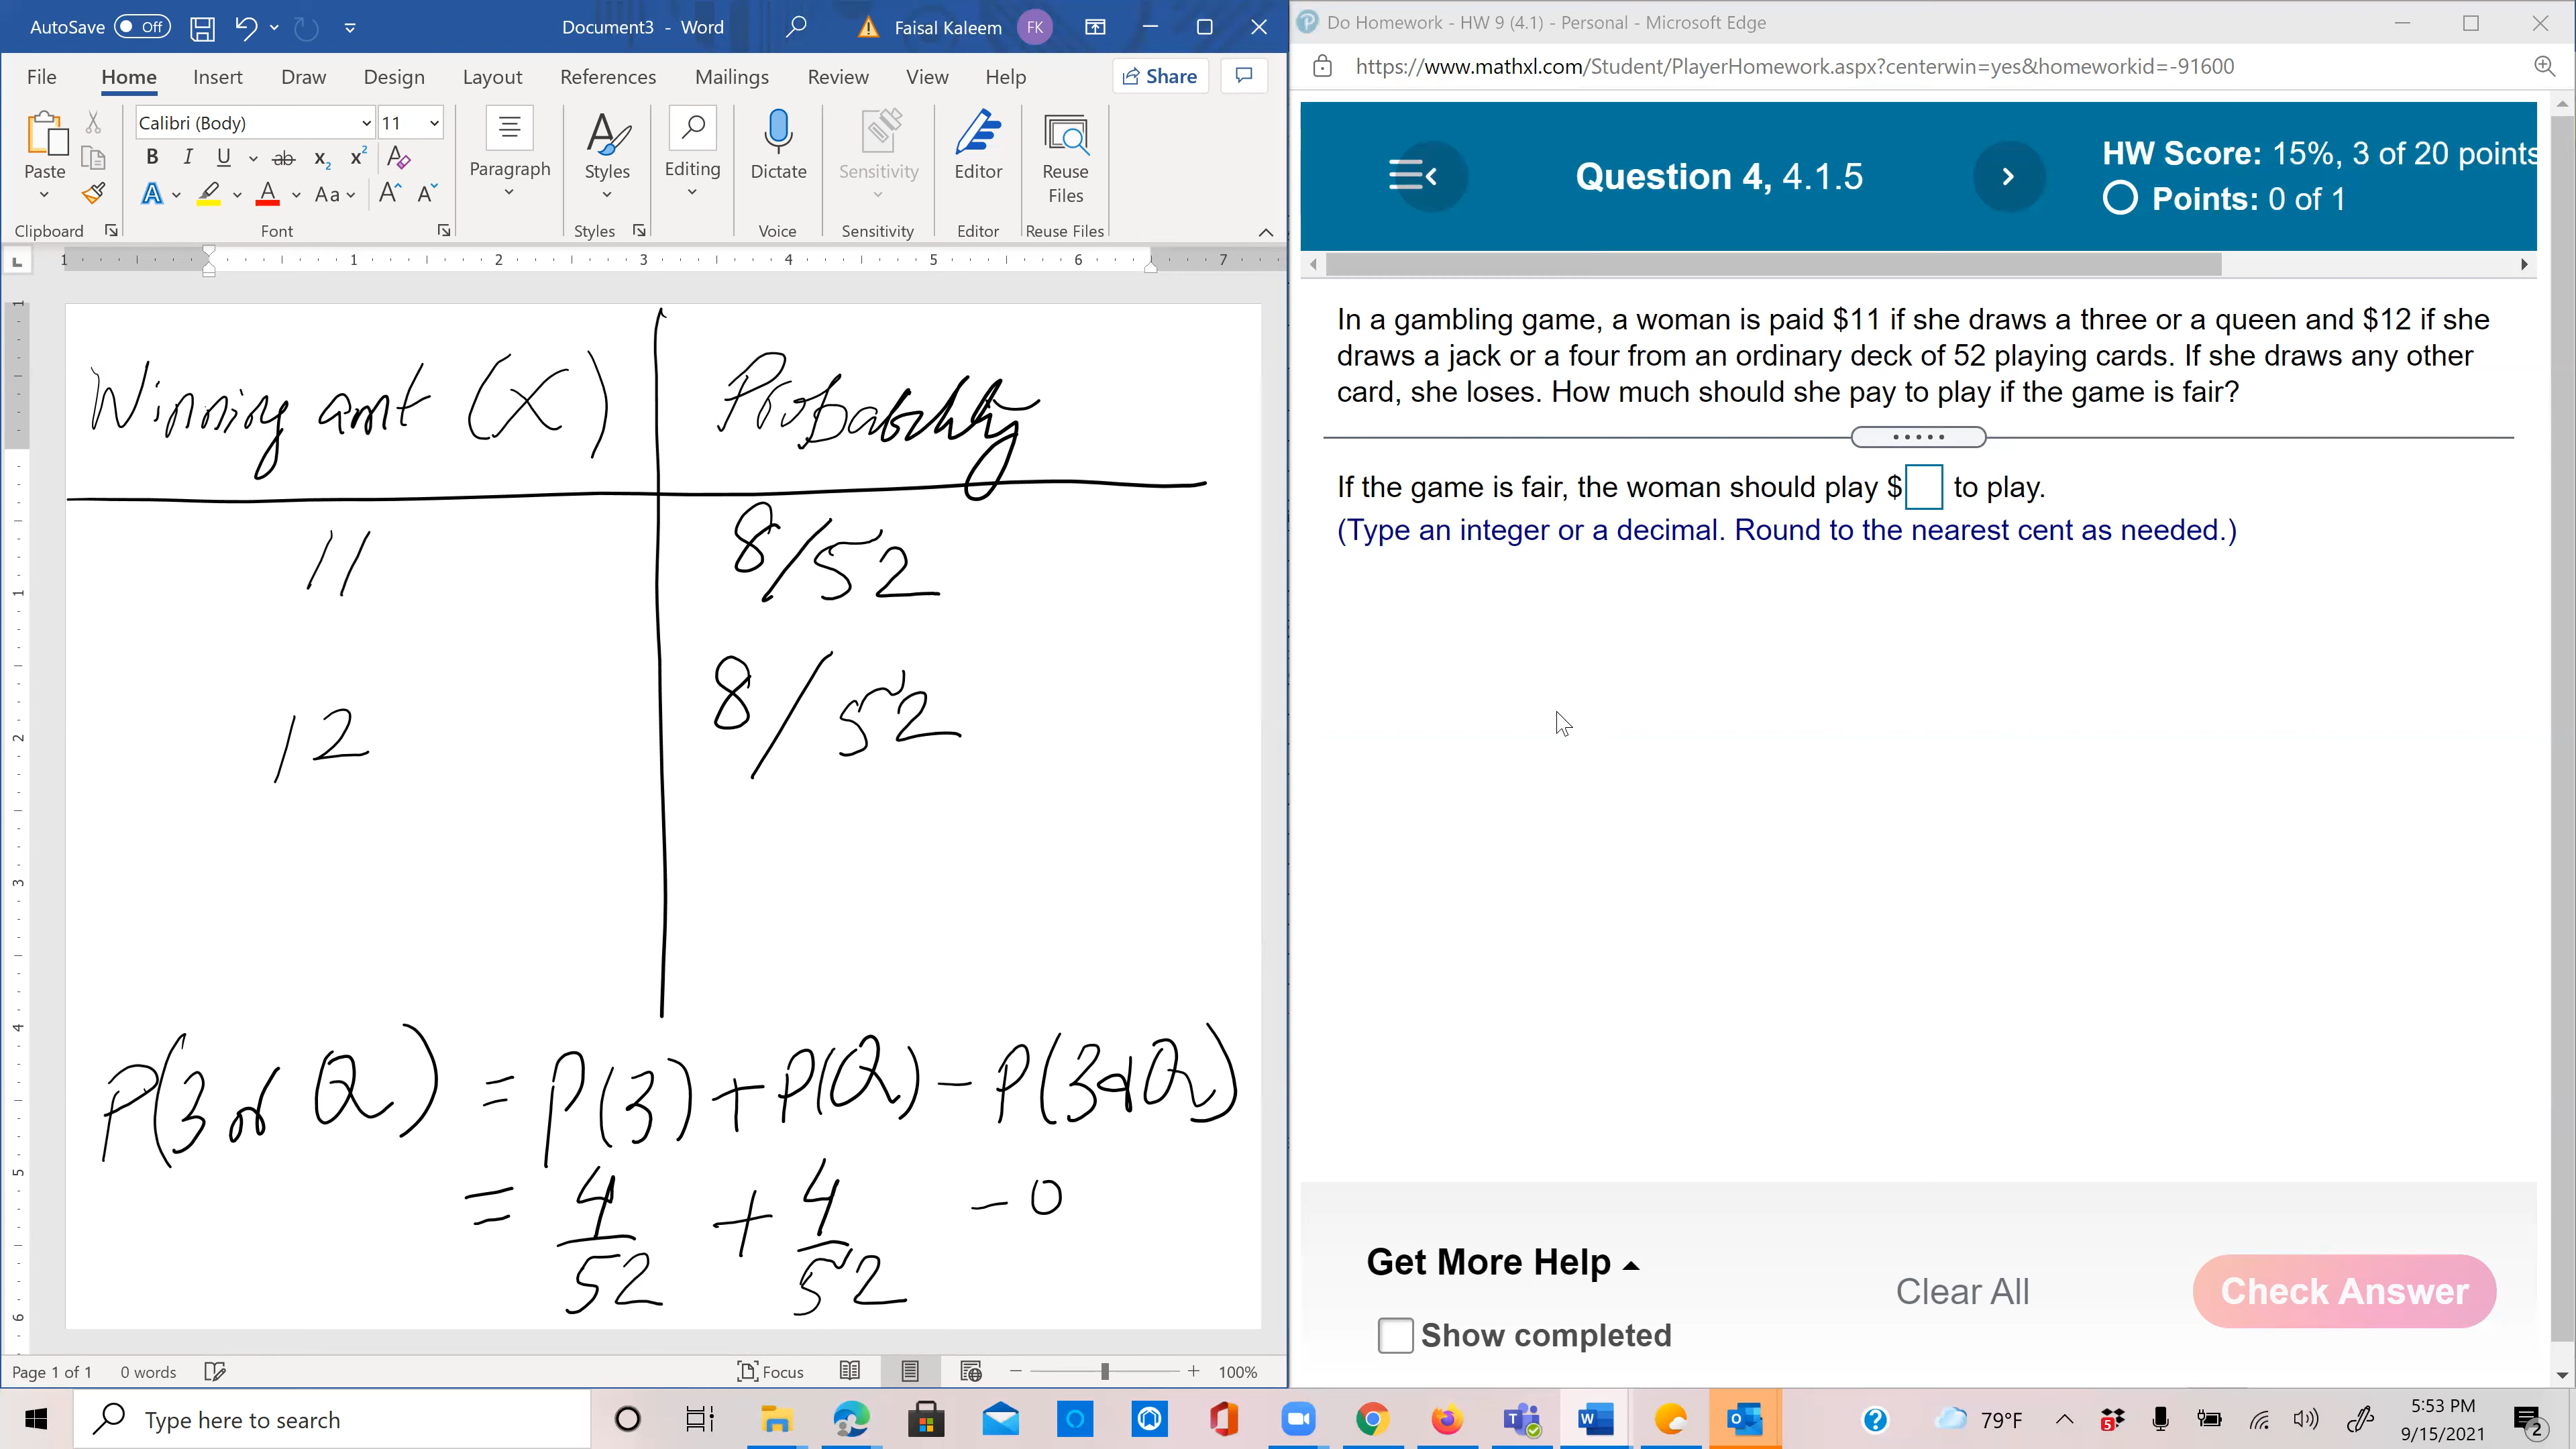 AutoSave Off Document3 - Word Faisal Kaleem FK
File Home Insert Draw Design Layout References Mailings Review View Help Share
Calibri (Body) 11
Paste Paragraph Styles Editing Dictate Sensitivity Editor Reuse Files
Clipboard Font Styles Voice Sensitivity Editor Reuse Files
1 1 2 3 4 5 6 7
Winning amt (X) Probability
11 8/52
12 8/52
P(3 or Q) = P(3) + P(Q) - P(3&Q)
= 4/52 + 4/52 - 0
Page 1 of 1 0 words Focus 100%
Do Homework - HW 9 (4.1) - Personal - Microsoft Edge
https://www.mathxl.com/Student/PlayerHomework.aspx?centerwin=yes&homeworkid=-91600
Question 4, 4.1.5
HW Score: 15%, 3 of 20 points
Points: 0 of 1
In a gambling game, a woman is paid $11 if she draws a three or a queen and $12 if she
draws a jack or a four from an ordinary deck of 52 playing cards. If she draws any other
card, she loses. How much should she pay to play if the game is fair?
If the game is fair, the woman should play $ to play.
(Type an integer or a decimal. Round to the nearest cent as needed.)
Get More Help
Clear All
Check Answer
Show completed
Type here to search
79°F
5:53 PM
9/15/2021
2